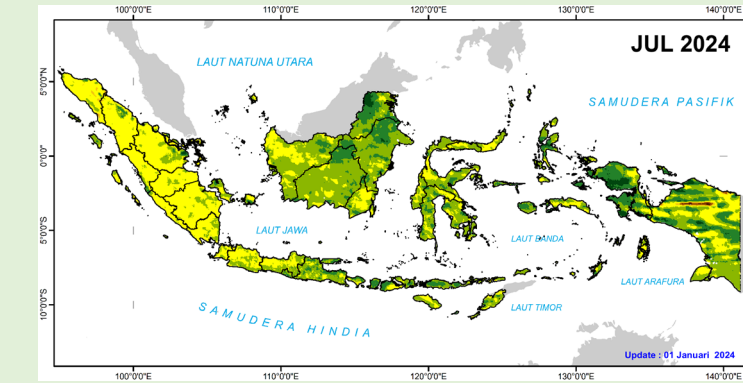 100°0'0"E 110°0'0"E 120°0'0"E 130°0'0"E 140°0'0"E
JUL 2024
LAUT NATUNA UTARA
SAMUDERA PASIFIK
5°0'0"N
0°0'0"
5°0'0"S
10°0'0"S
LAUT JAWA
LAUT BANDA
LAUT ARAFURA
LAUT TIMOR
SAMUDERA HINDIA
Update : 01 Januari 2024
100°0'0"E 110°0'0"E 120°0'0"E 130°0'0"E 140°0'0"E